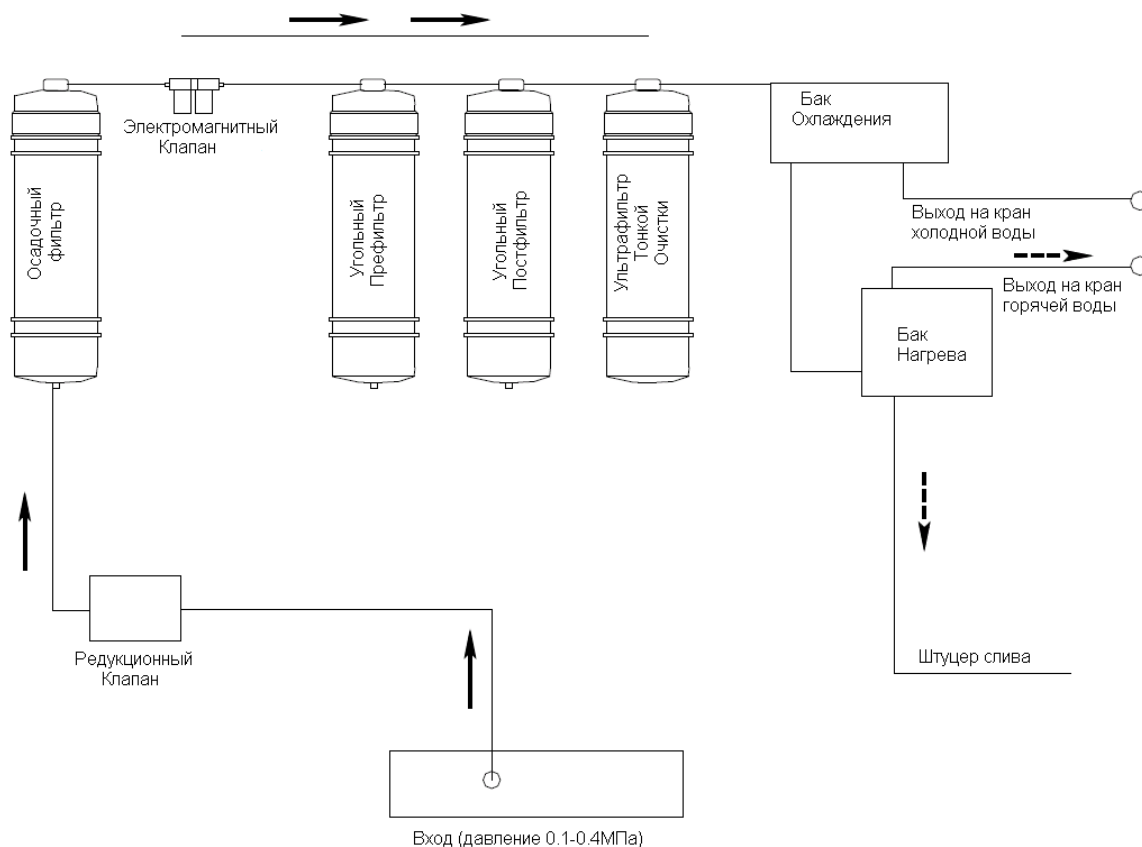 Электромагнитный
Клапан
Бак
Охлаждения
Осадочный
фильтр
Угольный
Префильтр
Угольный
Постфильтр
Ультрафильтр
Тонкой
Очистки
Выход на кран
холодной воды
Выход на кран
горячей воды
Бак
Нагрева
Редукционный
Клапан
Штуцер слива
Вход (давление 0.1-0.4МПа)